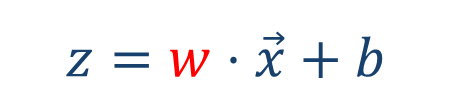 z = w · x⃗ + b